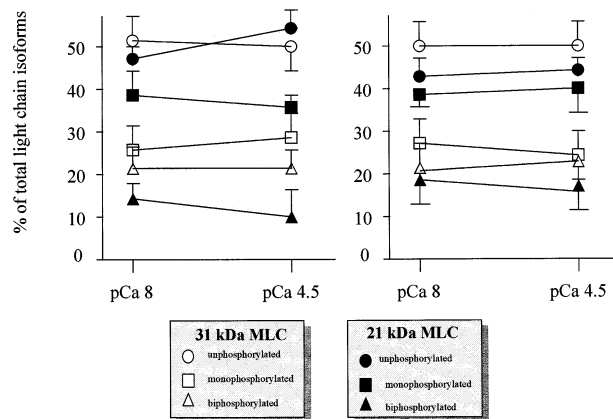 % of total light chain isoforms
50
40
30
20
10
0
pCa 8
pCa 4.5
50
40
30
20
10
0
pCa 8
pCa 4.5
31 kDa MLC
unphosphorylated
monophosphorylated
biphosphorylated
21 kDa MLC
unphosphorylated
monophosphorylated
biphosphorylated